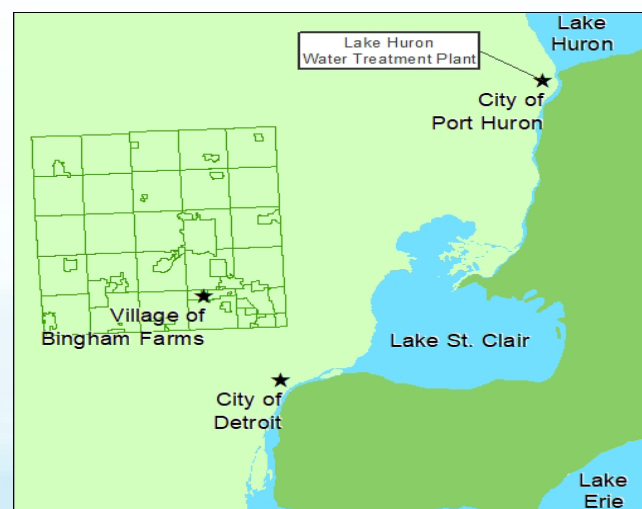 Lake
Huron
Lake Huron
Water Treatment Plant
City of
Port Huron
Village of
Bingham Farms
Lake St. Clair
City of
Detroit
Lake
Erie